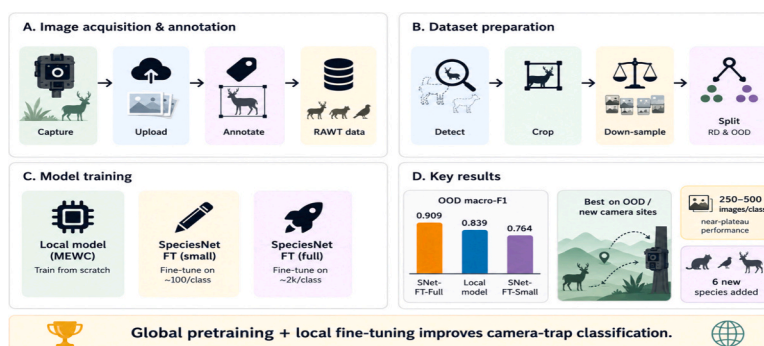 A. Image acquisition & annotation
Capture
Upload
Annotate
RAWT data
B. Dataset preparation
Detect
Crop
Down-sample
Split
RD & OOD
C. Model training
Local model
(MEWC)
Train from scratch
SpeciesNet
FT (small)
Fine-tune on
~100/class
SpeciesNet
FT (full)
Fine-tune on
~2k/class
D. Key results
OOD macro-F1
0.909
0.839
0.764
SNet-
FT-Full
Local
model
SNet-
FT-Small
Best on OOD /
new camera sites
250–500
images/class
near-plateau
performance
6 new
species added
Global pretraining + local fine-tuning improves camera-trap classification.